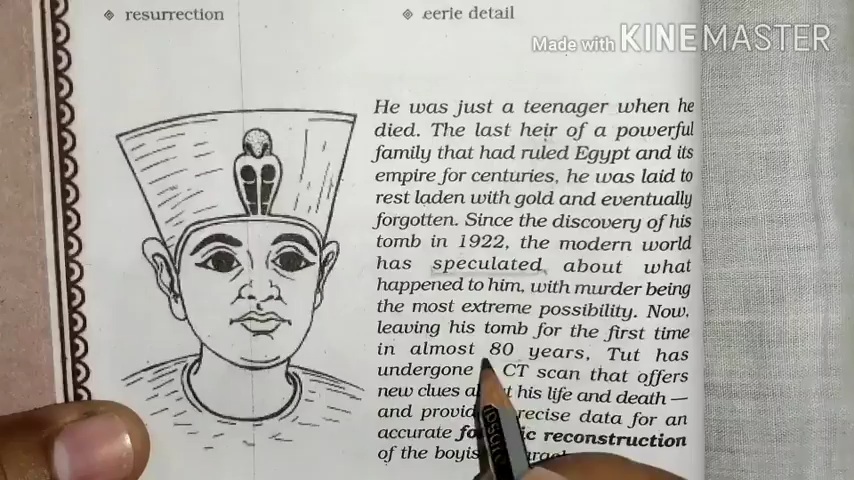 resurrection
eerie detail
Made with KINEMASTER
He was just a teenager when he
died. The last heir of a powerful
family that had ruled Egypt and its
empire for centuries, he was laid to
rest laden with gold and eventually
forgotten. Since the discovery of his
tomb in 1922, the modern world
has speculated about what
happened to him, with murder being
the most extreme possibility. Now,
leaving his tomb for the first time
in almost 80 years, Tut has
undergone CT scan that offers
new clues his life and death —
and data for an
accurate reconstruction
of the